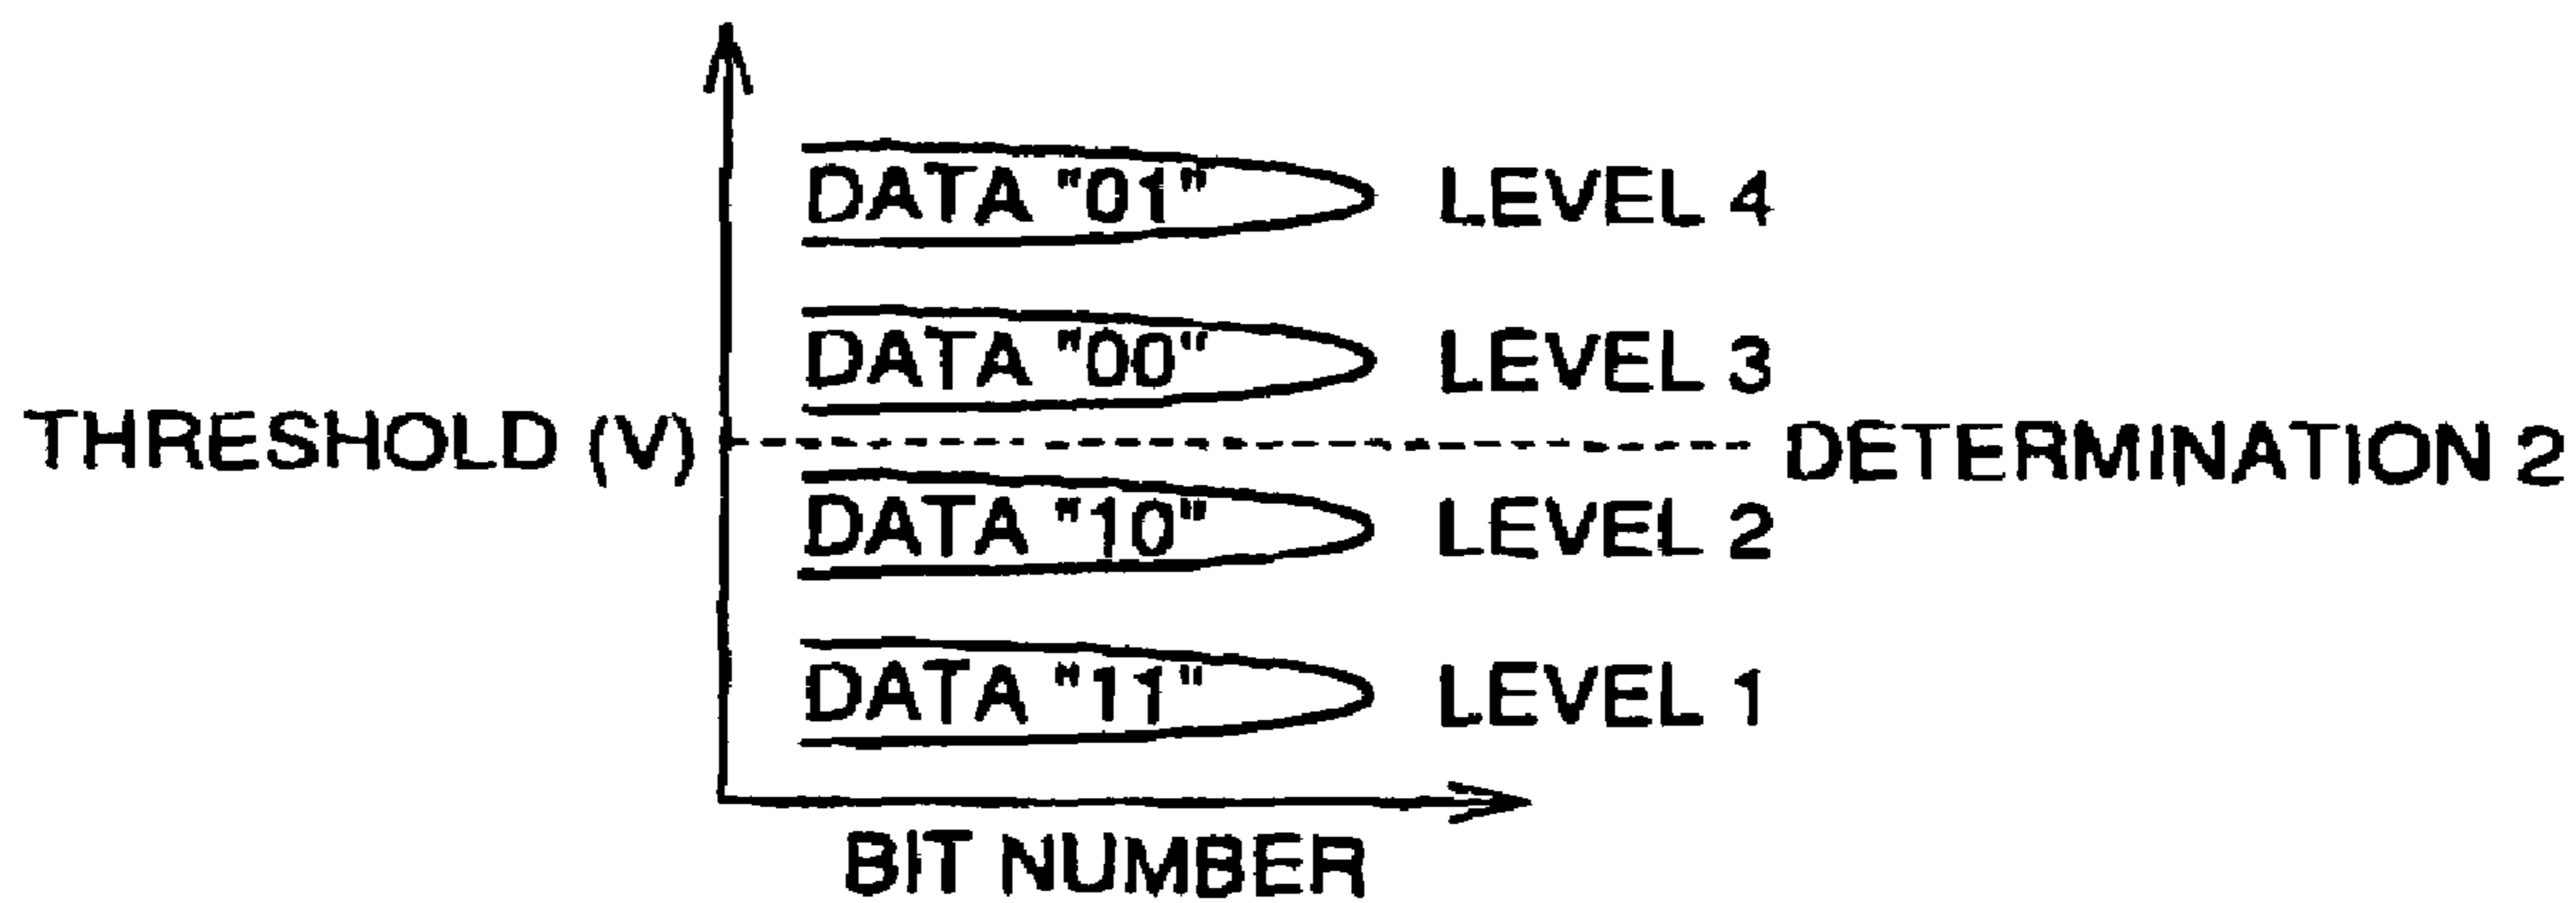 DATA "01" LEVEL 4
DATA "00" LEVEL 3
THRESHOLD (V) DETERMINATION 2
DATA "10" LEVEL 2
DATA "11" LEVEL 1
BIT NUMBER